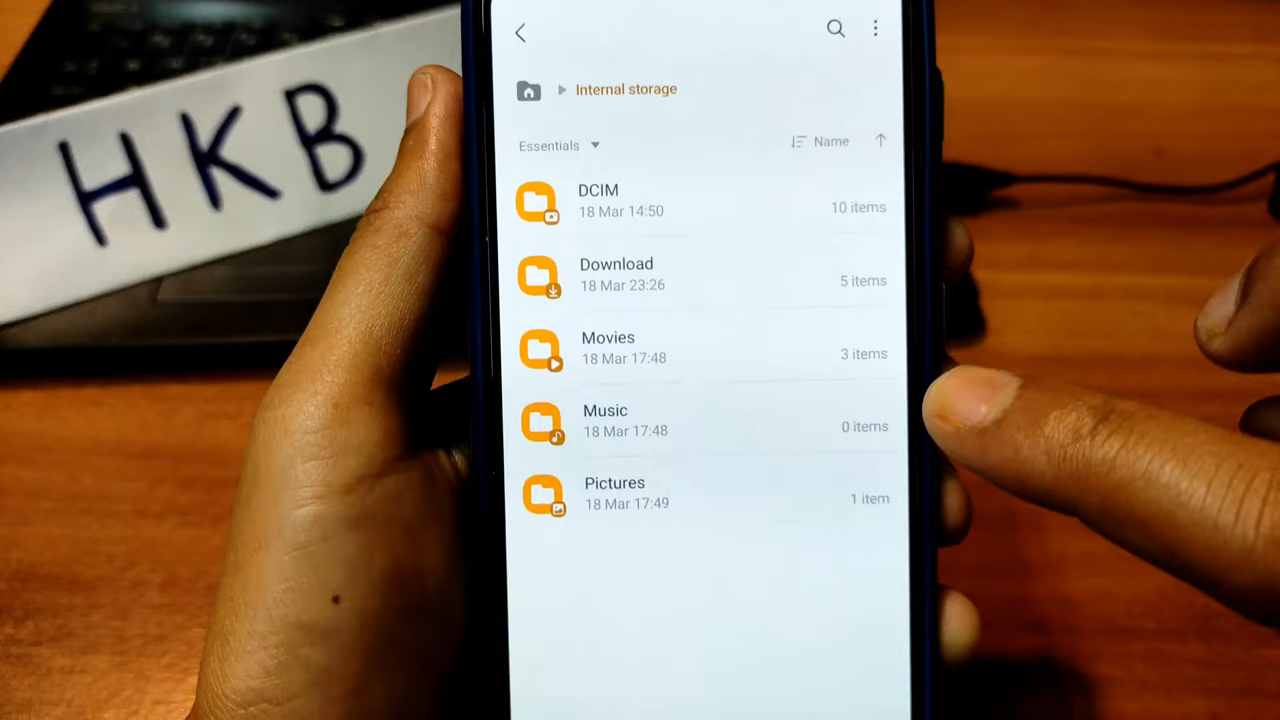 HKB
Internal storage
Essentials Name
DCIM
18 Mar 14:50 10 items
Download
18 Mar 23:26 5 items
Movies
18 Mar 17:48 3 items
Music
18 Mar 17:48 0 items
Pictures
18 Mar 17:49 1 item